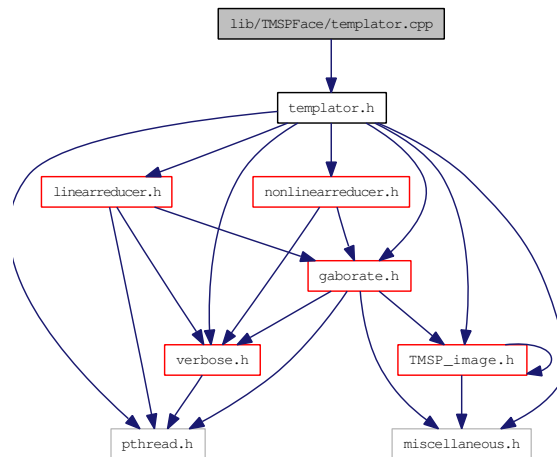 lib/TMSPFace/templator.cpp
templator.h
linearreducer.h
nonlinearreducer.h
gaborate.h
verbose.h
TMSP_image.h
pthread.h
miscellaneous.h